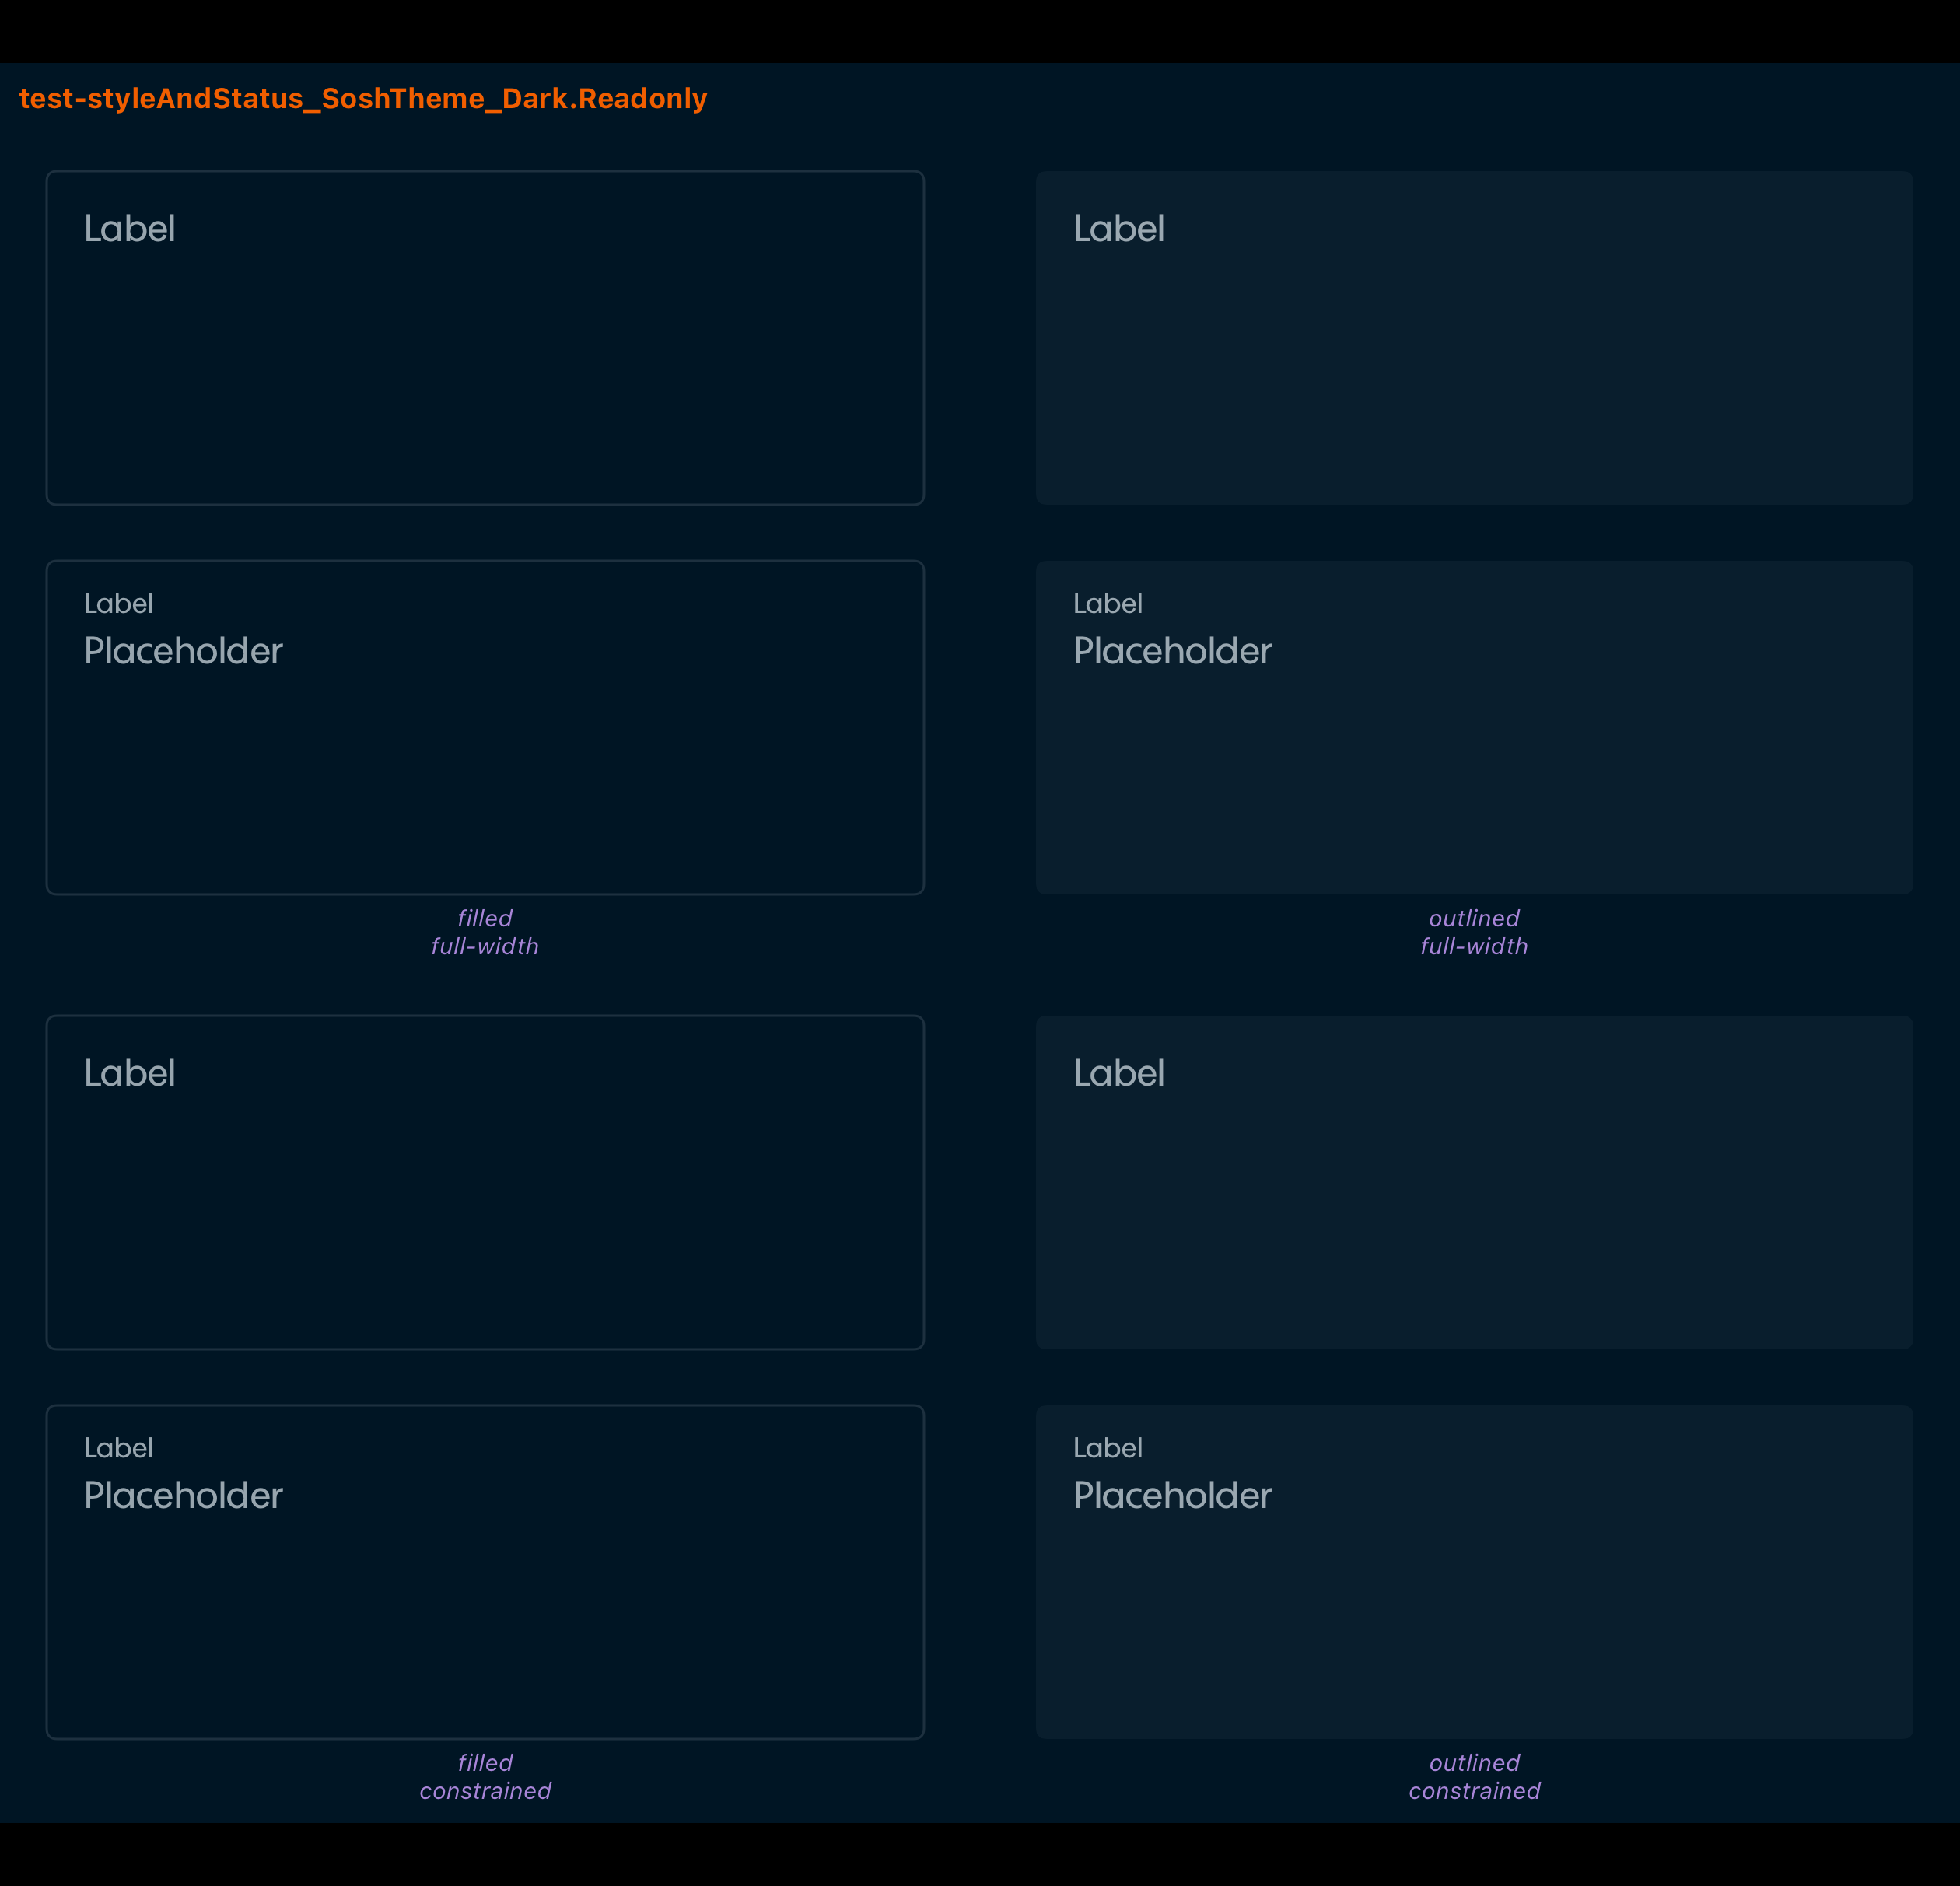 test-styleAndStatus_SoshTheme_Dark.Readonly
Label
Label
Label
Placeholder
Label
Placeholder
filled
full-width
outlined
full-width
Label
Label
Label
Placeholder
Label
Placeholder
filled
constrained
outlined
constrained